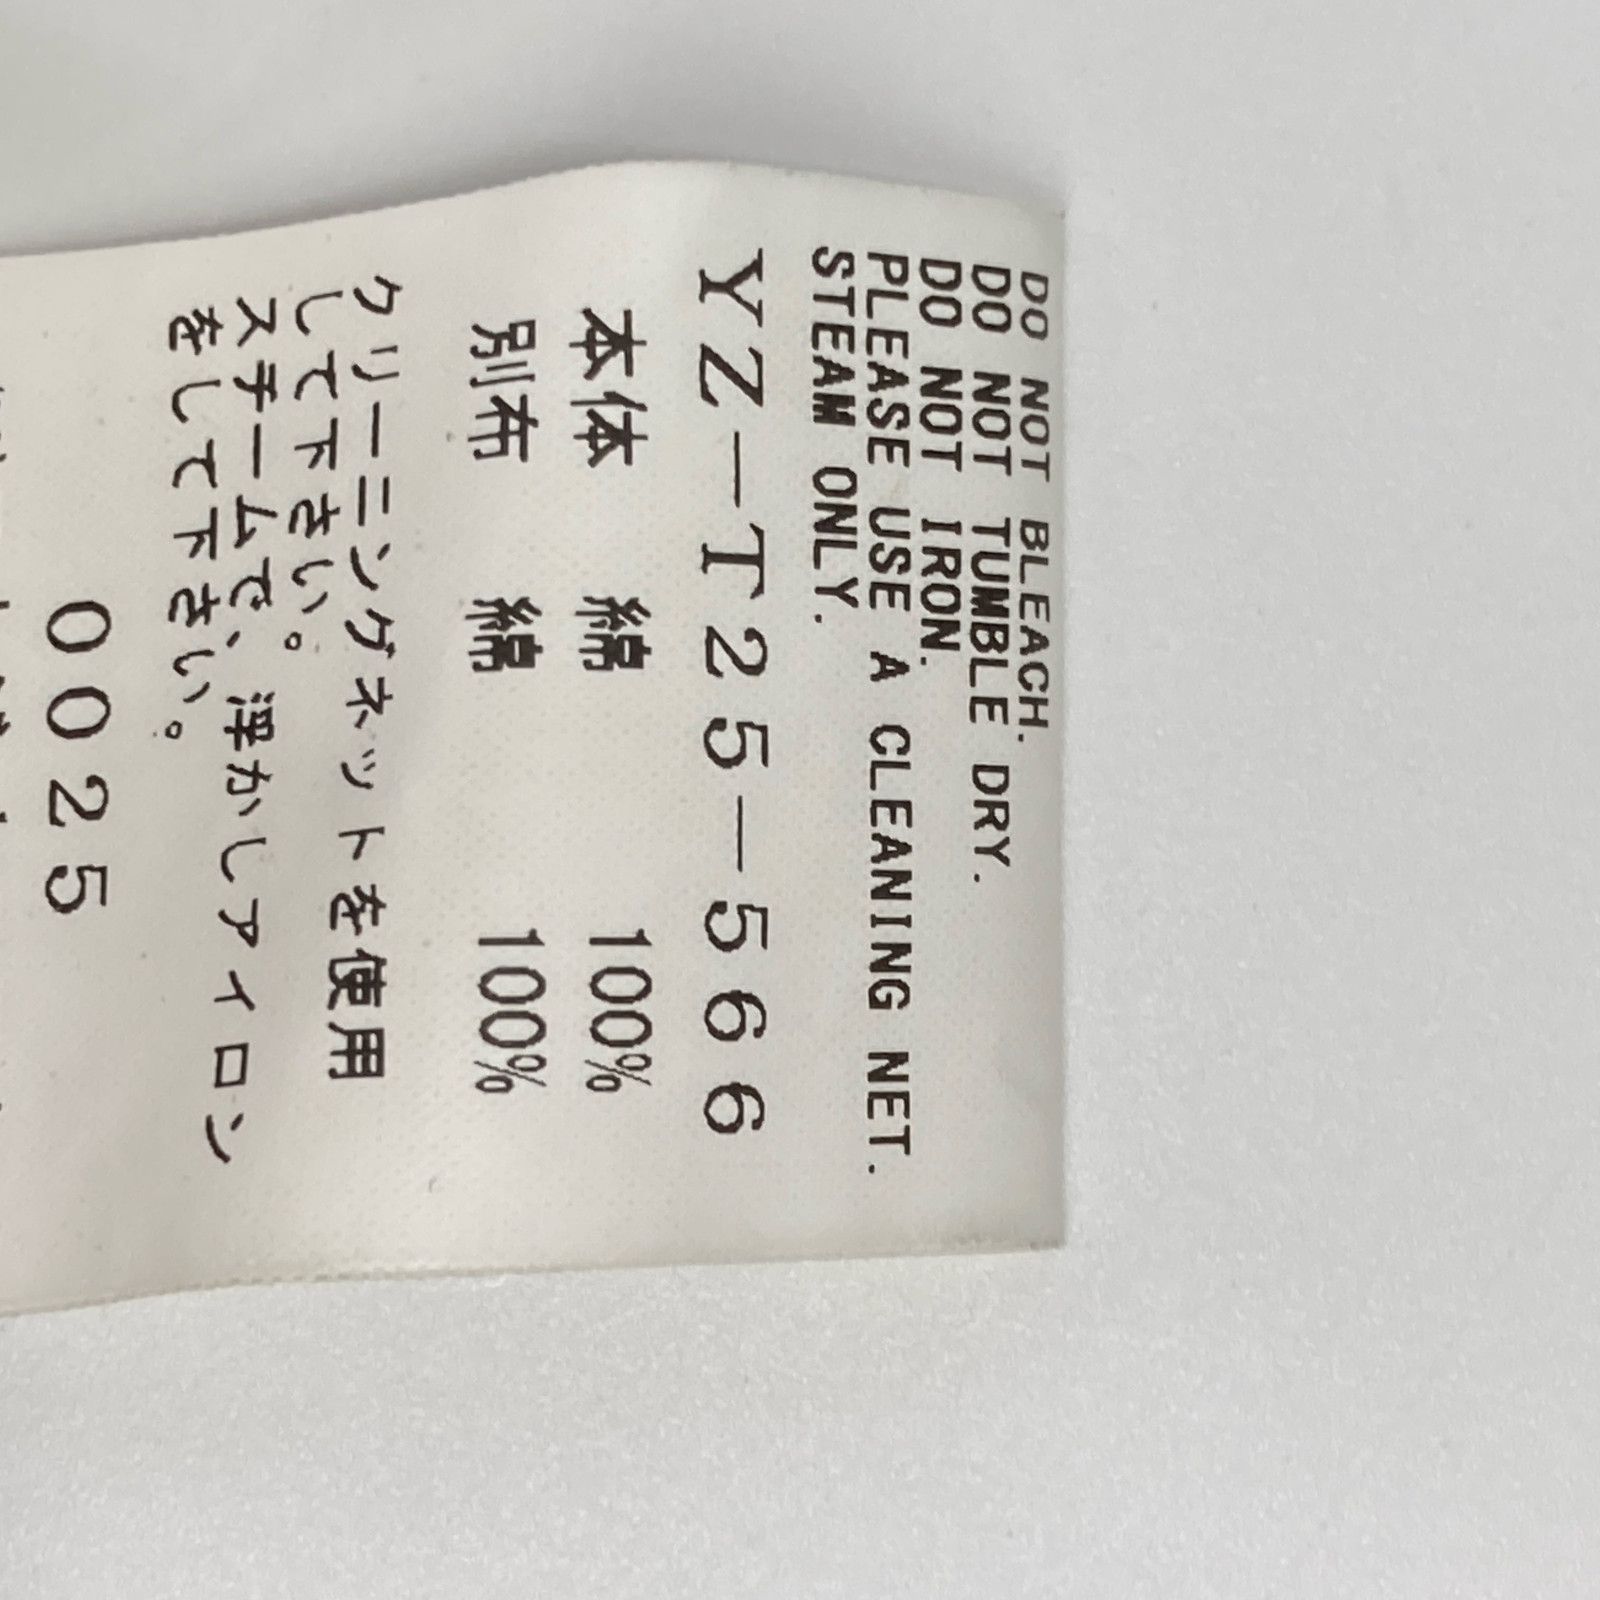 DO NOT BLEACH.
DO NOT TUMBLE DRY.
DO NOT IRON.
PLEASE USE A CLEANING NET.
STEAM ONLY.
YZ-T25-566
本体 綿 100%
別布 綿 100%
クリーニングネットを使用
して下さい。
スチームで、浮かしアイロン
をして下さい。
0025